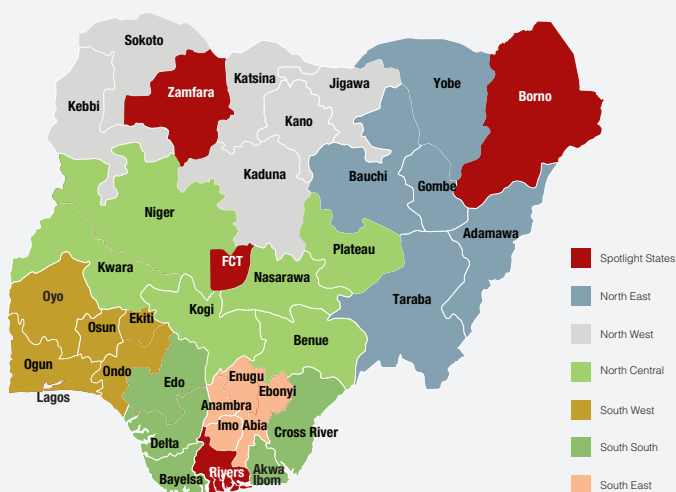 Sokoto
Zamfara
Katsina
Jigawa
Yobe
Borno
Kebbi
Kano
Kaduna
Bauchi
Gombe
Niger
Adamawa
FCT
Plateau
Kwara
Nasarawa
Taraba
Oyo
Kogi
Osun
Ekiti
Benue
Ogun
Ondo
Edo
Enugu
Ebonyi
Lagos
Anambra
Imo
Abia
Cross River
Delta
Rivers
Akwa
Ibom
Bayelsa
Spotlight States
North East
North West
North Central
South West
South South
South East